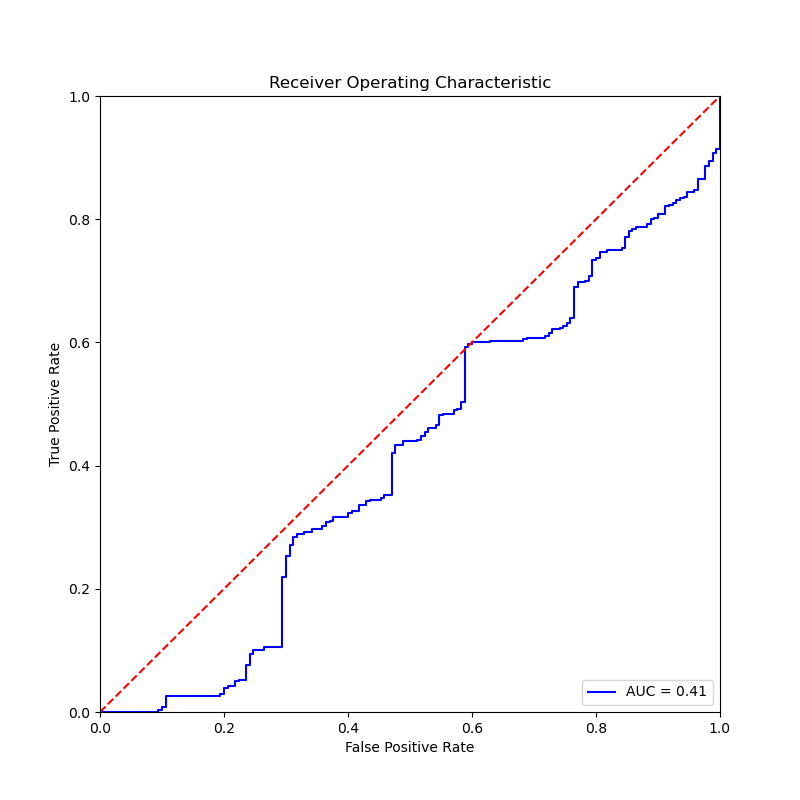 Receiver Operating Characteristic
1.0
0.8
0.6
0.4
0.2
0.0
True Positive Rate
AUC = 0.41
0.0 0.2 0.4 0.6 0.8 1.0
False Positive Rate